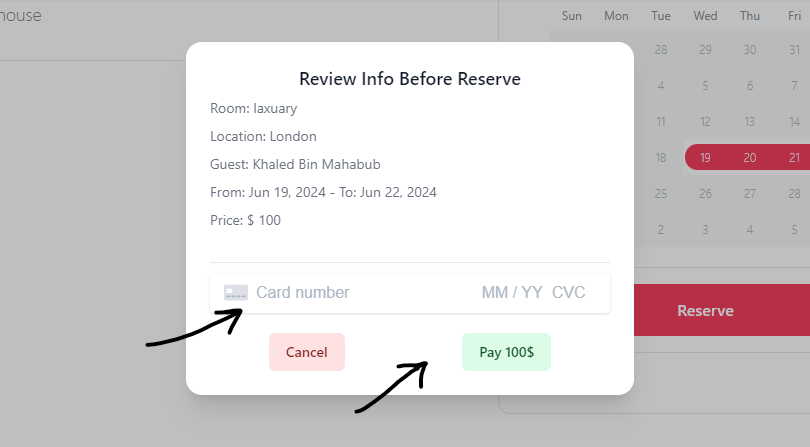 house
Sun Mon Tue Wed Thu Fri
28 29 30 31
4 5 6 7
11 12 13 14
18 19 20 21
25 26 27 28
2 3 4 5
Reserve
Review Info Before Reserve
Room: laxuary
Location: London
Guest: Khaled Bin Mahabub
From: Jun 19, 2024 - To: Jun 22, 2024
Price: $ 100
Card number MM / YY CVC
Cancel Pay 100$